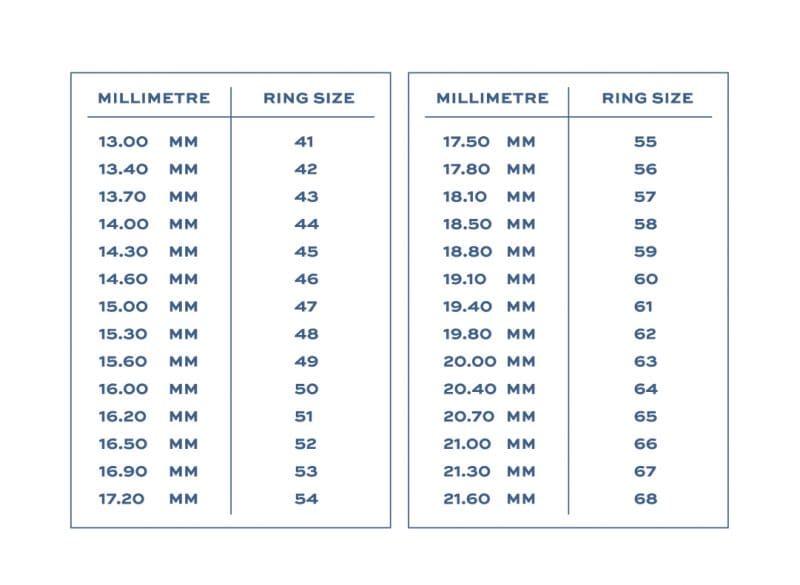 MILLIMETRE RING SIZE
13.00 MM 41
13.40 MM 42
13.70 MM 43
14.00 MM 44
14.30 MM 45
14.60 MM 46
15.00 MM 47
15.30 MM 48
15.60 MM 49
16.00 MM 50
16.20 MM 51
16.50 MM 52
16.90 MM 53
17.20 MM 54
MILLIMETRE RING SIZE
17.50 MM 55
17.80 MM 56
18.10 MM 57
18.50 MM 58
18.80 MM 59
19.10 MM 60
19.40 MM 61
19.80 MM 62
20.00 MM 63
20.40 MM 64
20.70 MM 65
21.00 MM 66
21.30 MM 67
21.60 MM 68